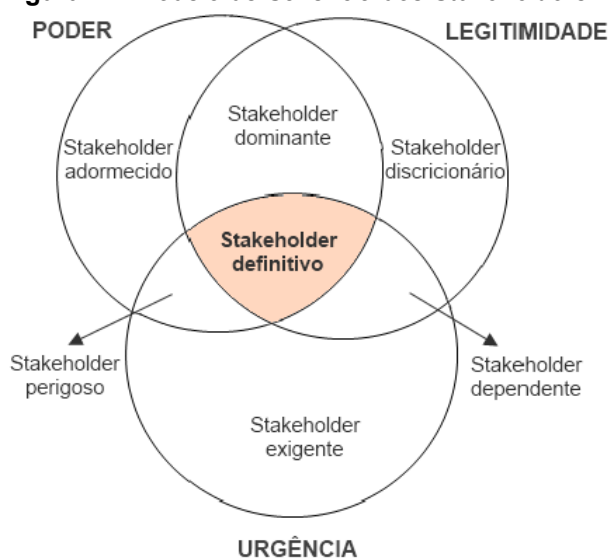 PODER
LEGITIMIDADE
Stakeholder
dominante
Stakeholder
adormecido
Stakeholder
discricionário
Stakeholder
definitivo
Stakeholder
perigoso
Stakeholder
dependente
Stakeholder
exigente
URGÊNCIA